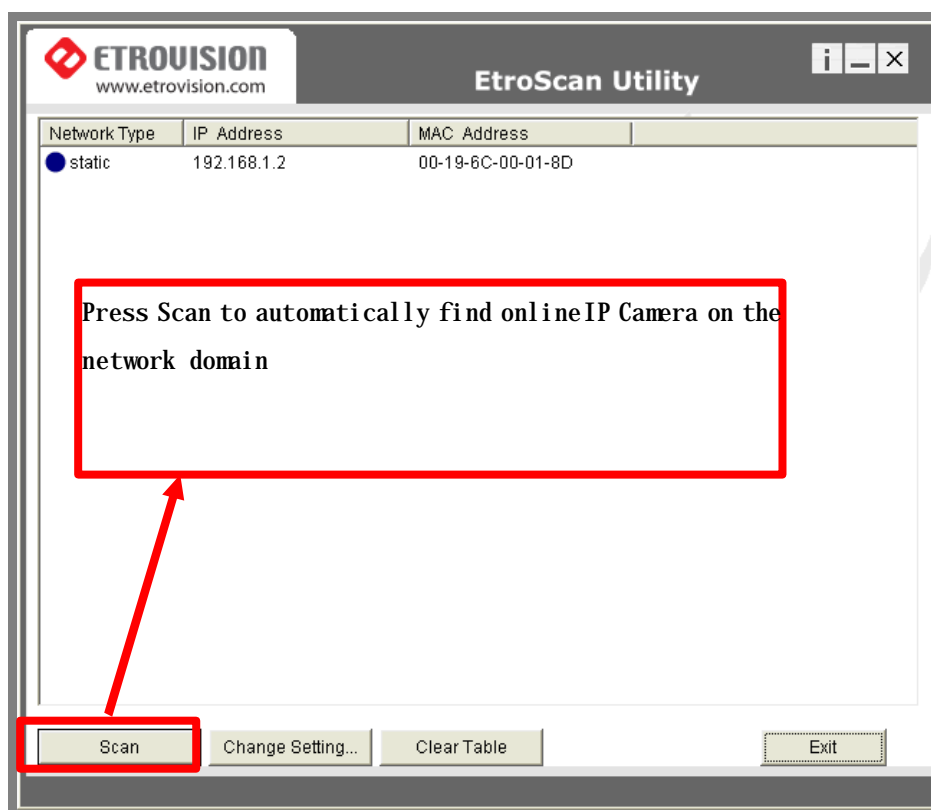 ETROVISION
www.etrovision.com
EtroScan Utility
i
Network Type IP Address MAC Address
static 192.168.1.2 00-19-6C-00-01-8D
Press Scan to automatically find onlineIP Camera on the
network domain
Scan Change Setting... Clear Table Exit